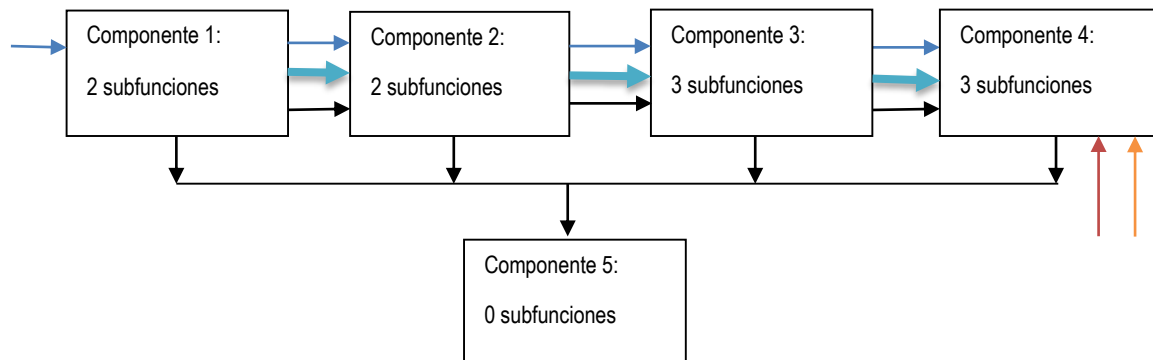 Componente 1:
2 subfunciones
Componente 2:
2 subfunciones
Componente 3:
3 subfunciones
Componente 4:
3 subfunciones
Componente 5:
0 subfunciones